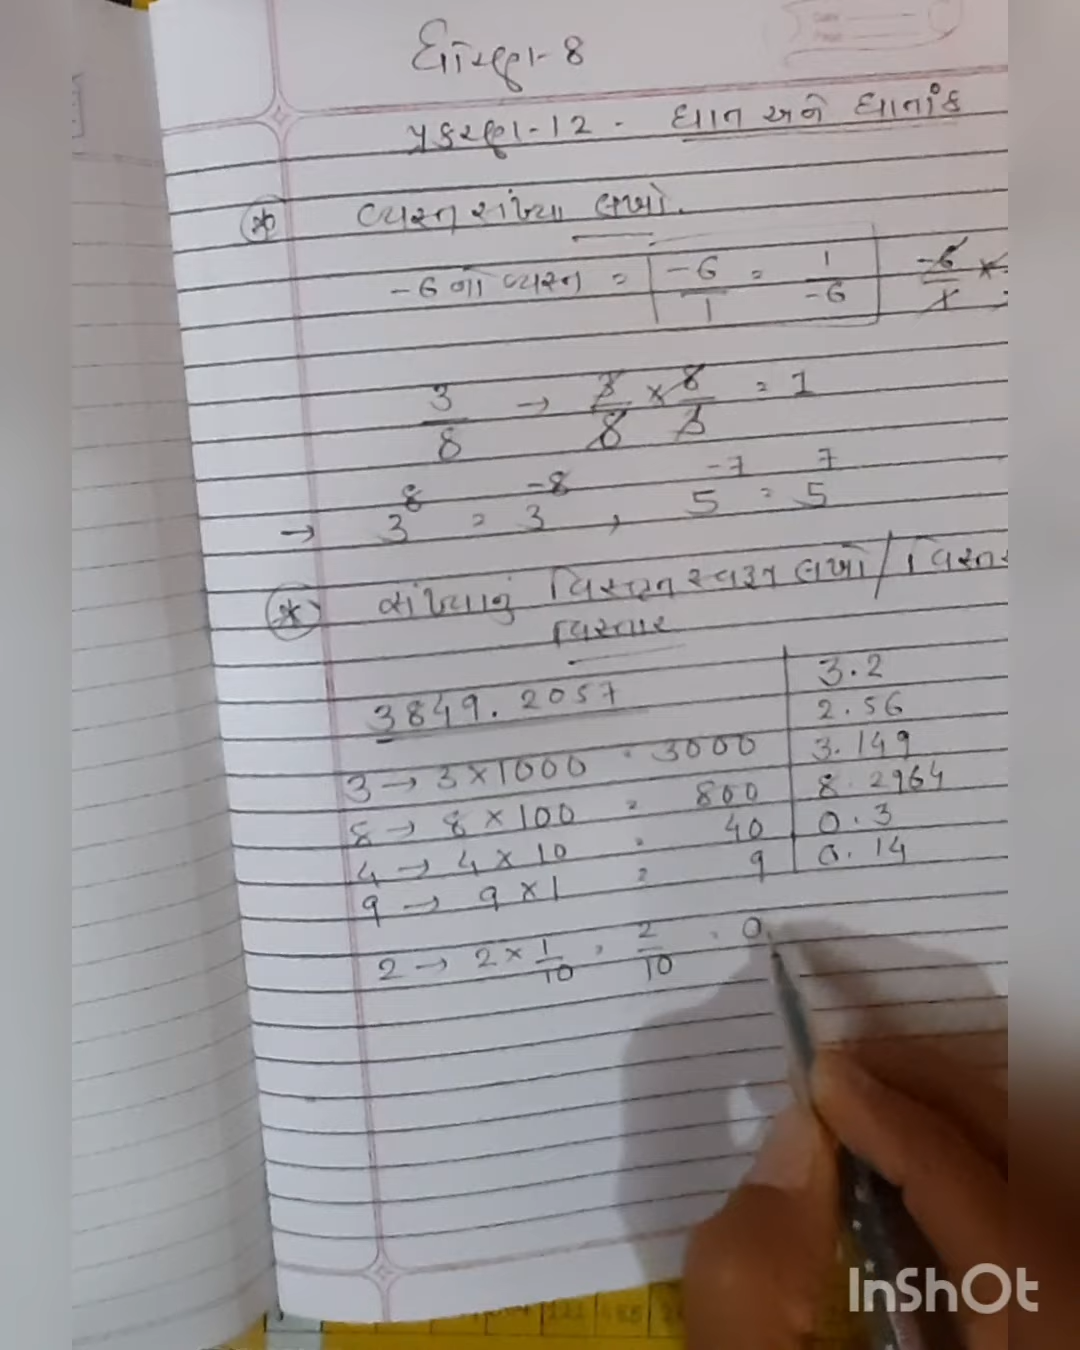 ધોરણ-8
પ્રકરણ-12 - ઘાત અને ઘાતાંક
* વ્યસ્ત સંખ્યા લખો.
-6 નો વ્યસ્ત = -6/1 = 1/-6 -6/1 ×
3/8 → 3/8 × 8/3 = 1
→ 3^8 = 3^-8 , 5^-7 = 5^7
* સંખ્યાનું વિસ્તૃત સ્વરૂપ લખો /
વિસ્તાર
3849.2057
3 → 3×1000 = 3000
8 → 8×100 = 800
4 → 4×10 = 40
9 → 9×1 = 9
2 → 2×1/10 = 2/10 = 0.
3.2
2.56
3.149
8.2964
0.3
0.14
InShOt